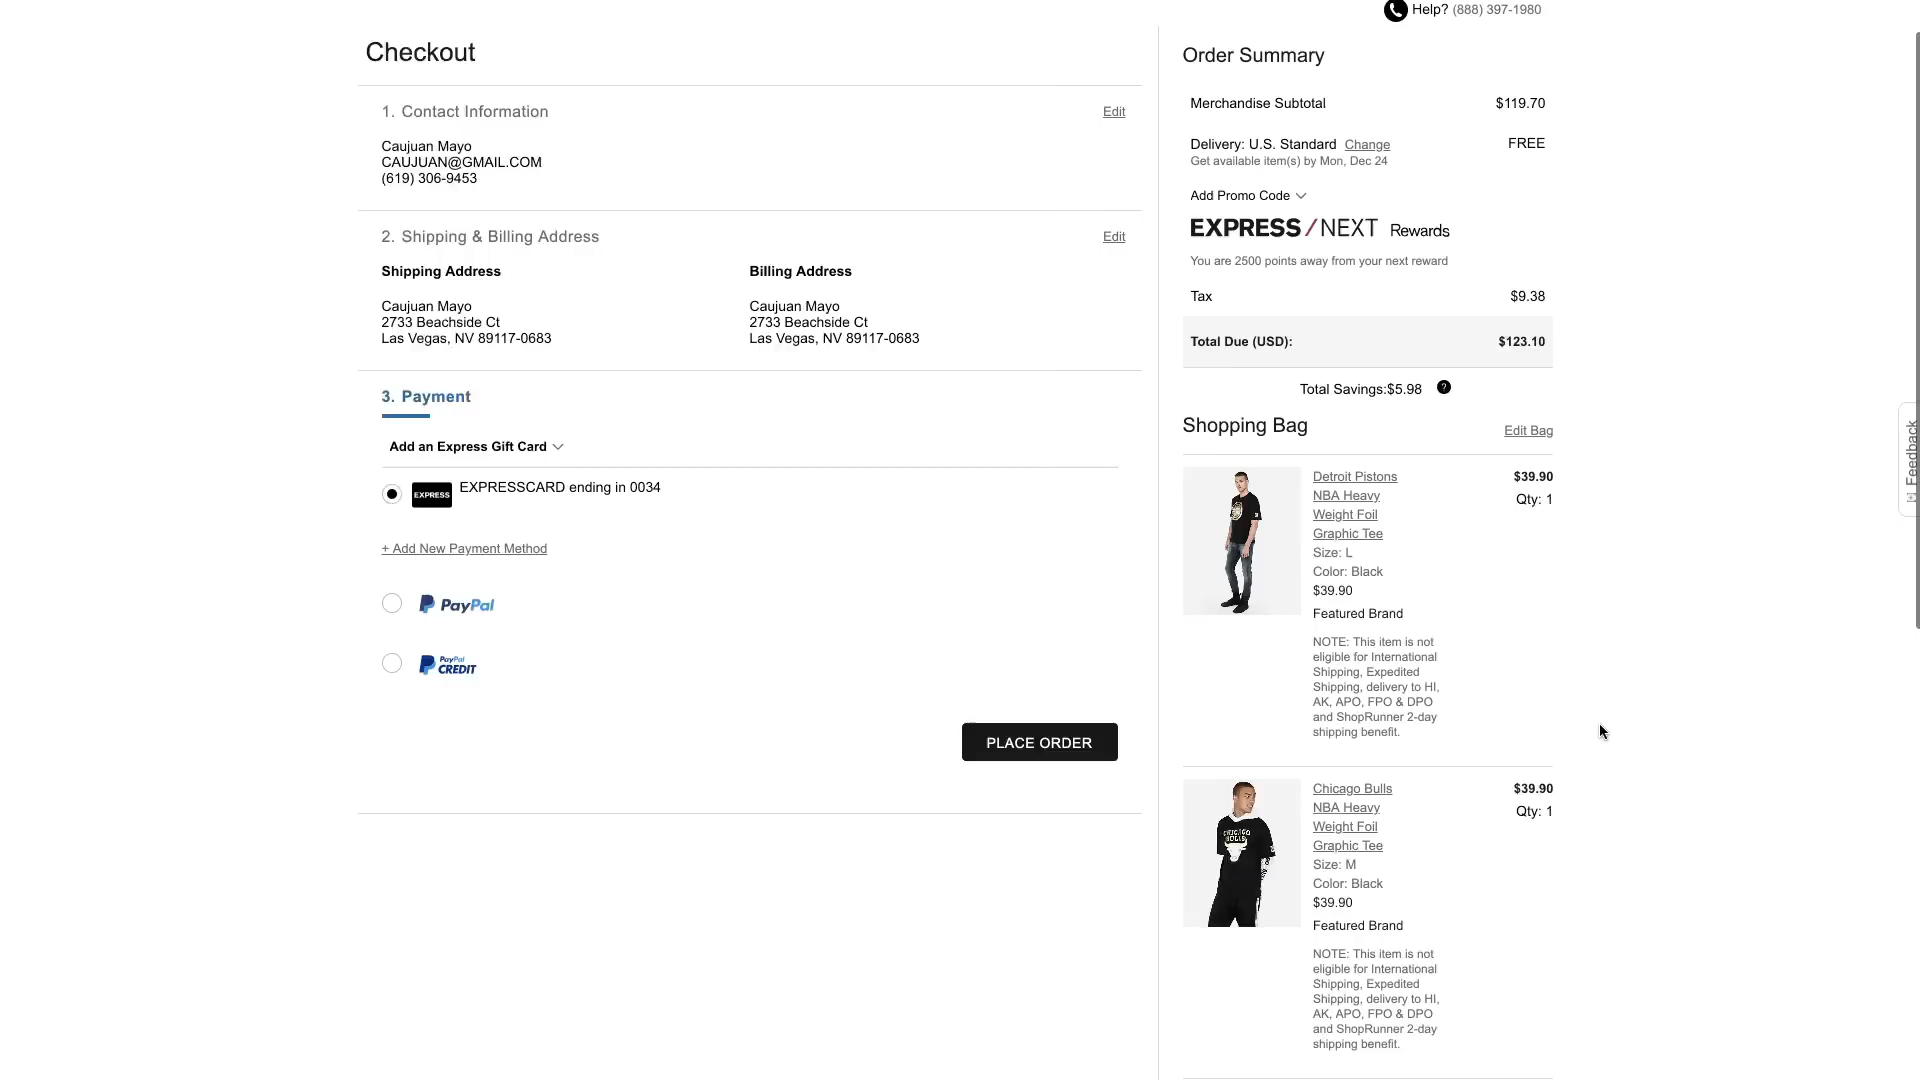 Help? (888) 397-1980
Checkout
1. Contact Information
Edit
Caujuan Mayo
CAUJUAN@GMAIL.COM
(619) 306-9453
2. Shipping & Billing Address
Edit
Shipping Address
Caujuan Mayo
2733 Beachside Ct
Las Vegas, NV 89117-0683
Billing Address
Caujuan Mayo
2733 Beachside Ct
Las Vegas, NV 89117-0683
3. Payment
Add an Express Gift Card
EXPRESS
EXPRESSCARD ending in 0034
+ Add New Payment Method
PayPal
PayPal
CREDIT
PLACE ORDER
Order Summary
Merchandise Subtotal $119.70
Delivery: U.S. Standard Change FREE
Get available item(s) by Mon, Dec 24
Add Promo Code
EXPRESS/NEXT Rewards
You are 2500 points away from your next reward
Tax $9.38
Total Due (USD): $123.10
Total Savings:$5.98 ?
Shopping Bag
Edit Bag
Detroit Pistons
NBA Heavy
Weight Foil
Graphic Tee
Size: L
Color: Black
$39.90
Featured Brand
NOTE: This item is not
eligible for International
Shipping, Expedited
Shipping, delivery to HI,
AK, APO, FPO & DPO
and ShopRunner 2-day
shipping benefit.
$39.90
Qty: 1
CHICAGO
BULLS
Chicago Bulls
NBA Heavy
Weight Foil
Graphic Tee
Size: M
Color: Black
$39.90
Featured Brand
NOTE: This item is not
eligible for International
Shipping, Expedited
Shipping, delivery to HI,
AK, APO, FPO & DPO
and ShopRunner 2-day
shipping benefit.
$39.90
Qty: 1
Feedback